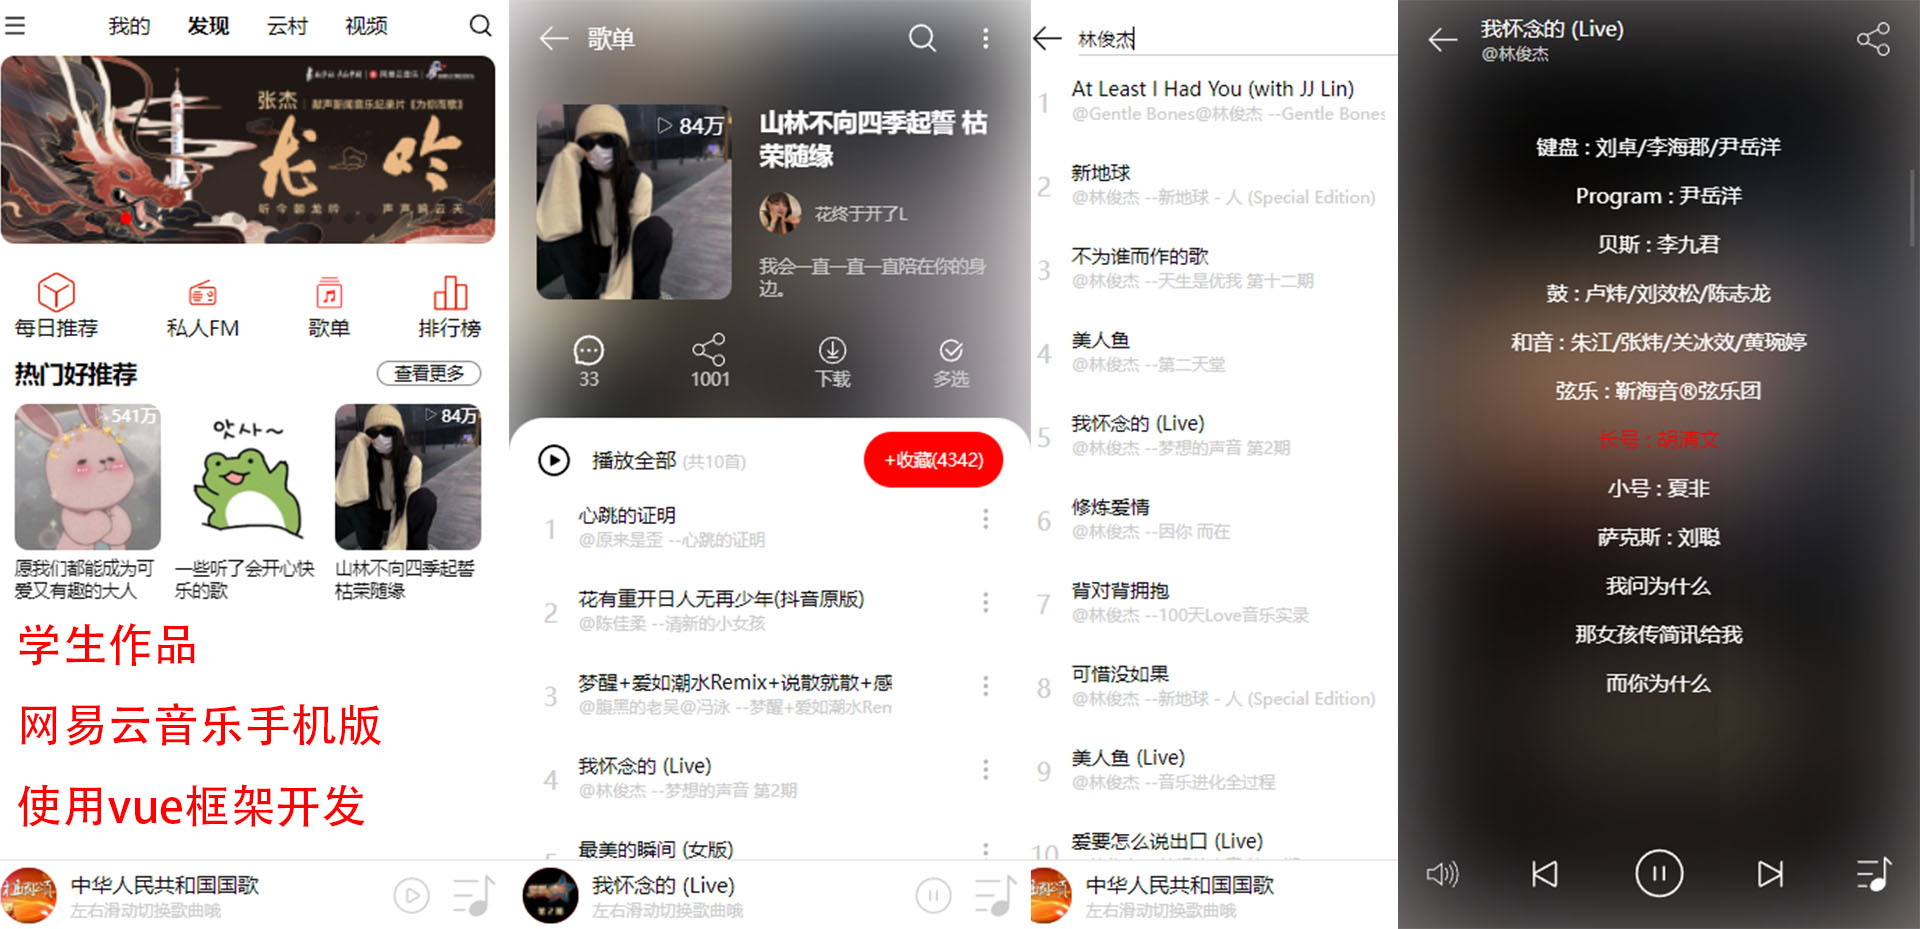 我的 发现 云村 视频
张杰 献声新闻音乐纪录片《为你而歌》
龙吟
每日推荐 私人FM 歌单 排行榜
热门好推荐 查看更多
541万
앗싸~
84万
愿我们都能成为可
爱又有趣的大人
一些听了会开心快
乐的歌
山林不向四季起誓
枯荣随缘
学生作品
网易云音乐手机版
使用vue框架开发
中华人民共和国国歌
左右滑动切换歌曲哦
歌单
84万
山林不向四季起誓 枯
荣随缘
花终于开了L
我会一直一直一直陪在你的身
边。
33 1001 下载 多选
播放全部 (共10首) +收藏(4342)
1 心跳的证明
@原来是歪 --心跳的证明
2 花有重开日人无再少年(抖音原版)
@陈佳柔 --清新的小女孩
3 梦醒+爱如潮水Remix+说散就散+感
@腹黑的老吴@冯泳 --梦醒+爱如潮水Rem
4 我怀念的 (Live)
@林俊杰 --梦想的声音 第2期
5 最美的瞬间 (女版)
我怀念的 (Live)
左右滑动切换歌曲哦
林俊杰
1 At Least I Had You (with JJ Lin)
@Gentle Bones@林俊杰 --Gentle Bones
2 新地球
@林俊杰 --新地球 - 人 (Special Edition)
3 不为谁而作的歌
@林俊杰 --天生是优我 第十二期
4 美人鱼
@林俊杰 --第二天堂
5 我怀念的 (Live)
@林俊杰 --梦想的声音 第2期
6 修炼爱情
@林俊杰 --因你 而在
7 背对背拥抱
@林俊杰 --100天Love音乐实录
8 可惜没如果
@林俊杰 --新地球 - 人 (Special Edition)
9 美人鱼 (Live)
@林俊杰 --音乐进化全过程
10 爱要怎么说出口 (Live)
中华人民共和国国歌
左右滑动切换歌曲哦
我怀念的 (Live)
@林俊杰
键盘 : 刘卓/李海郡/尹岳洋
Program : 尹岳洋
贝斯 : 李九君
鼓 : 卢炜/刘效松/陈志龙
和音 : 朱江/张炜/关冰效/黄琬婷
弦乐 : 靳海音®弦乐团
长号 : 胡清文
小号 : 夏非
萨克斯 : 刘聪
我问为什么
那女孩传简讯给我
而你为什么